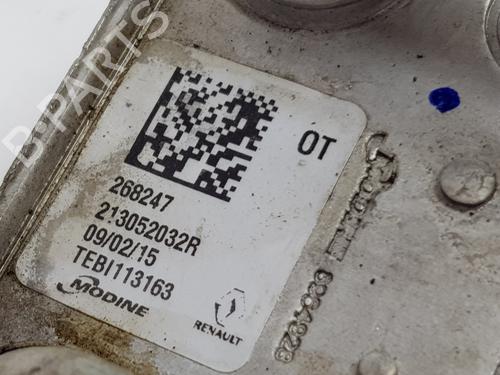 OT
268247
213052032R
09/02/15
TEBI113163
MODINE
RENAULT
B-PARTS